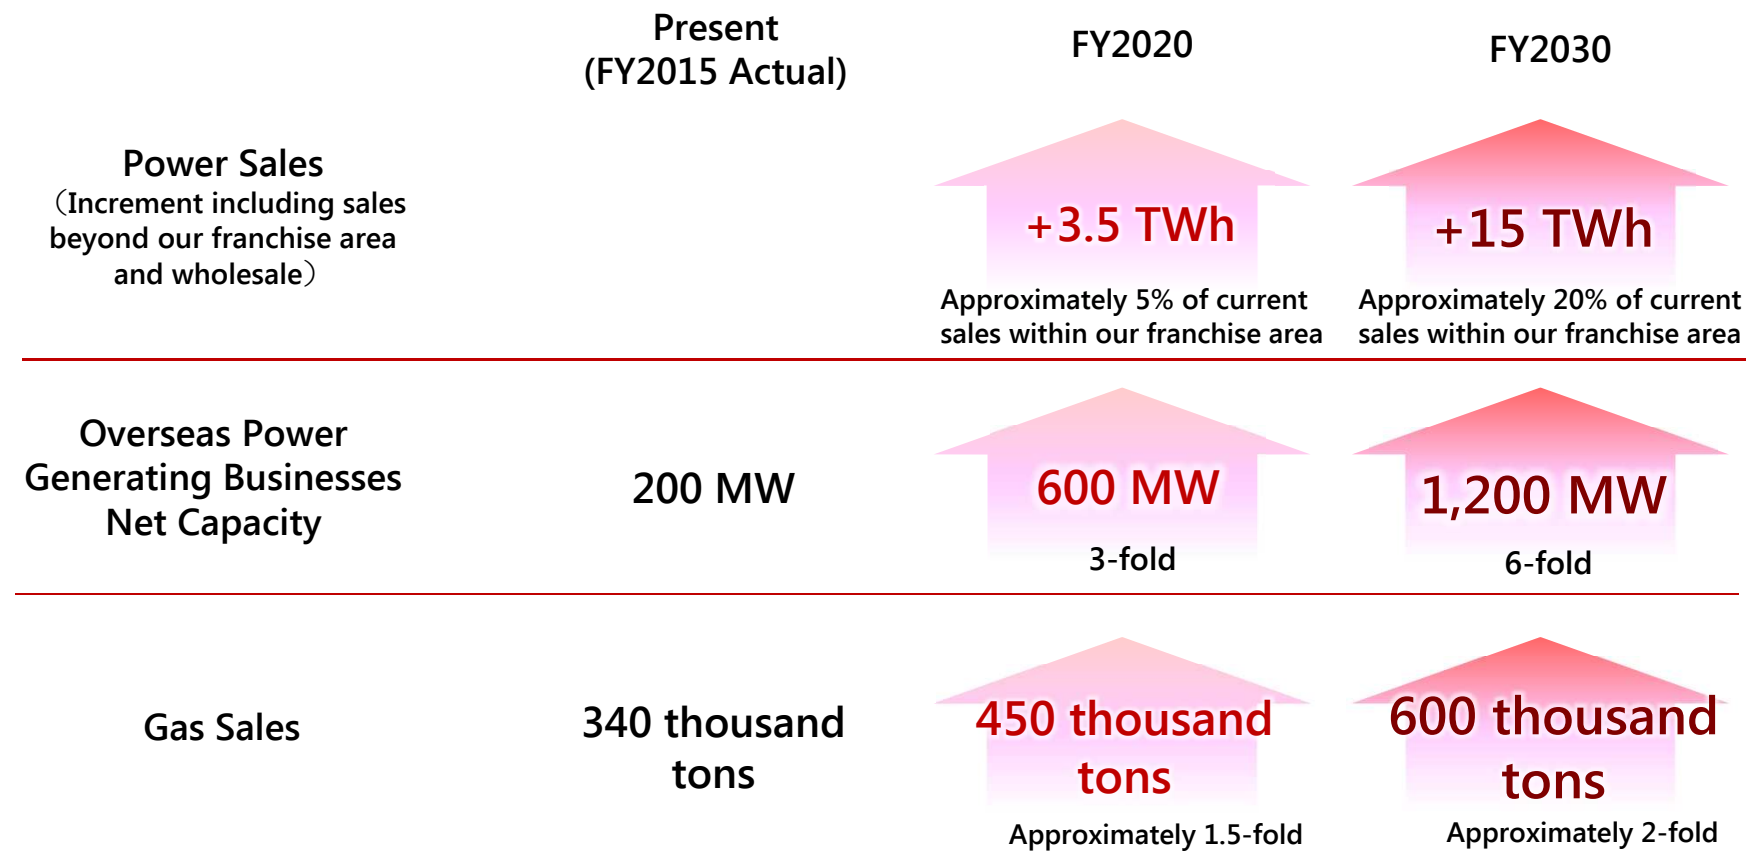 Present
(FY2015 Actual)
FY2020
FY2030
Power Sales
（Increment including sales
beyond our franchise area
and wholesale）
+3.5 TWh
Approximately 5% of current
sales within our franchise area
+15 TWh
Approximately 20% of current
sales within our franchise area
Overseas Power
Generating Businesses
Net Capacity
200 MW
600 MW
3-fold
1,200 MW
6-fold
Gas Sales
340 thousand
tons
450 thousand
tons
Approximately 1.5-fold
600 thousand
tons
Approximately 2-fold